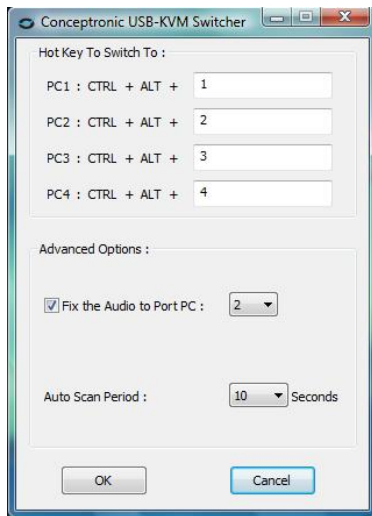 Conceptronic USB-KVM Switcher
Hot Key To Switch To :
PC1 : CTRL + ALT + 1
PC2 : CTRL + ALT + 2
PC3 : CTRL + ALT + 3
PC4 : CTRL + ALT + 4
Advanced Options :
Fix the Audio to Port PC : 2
Auto Scan Period : 10 Seconds
OK Cancel